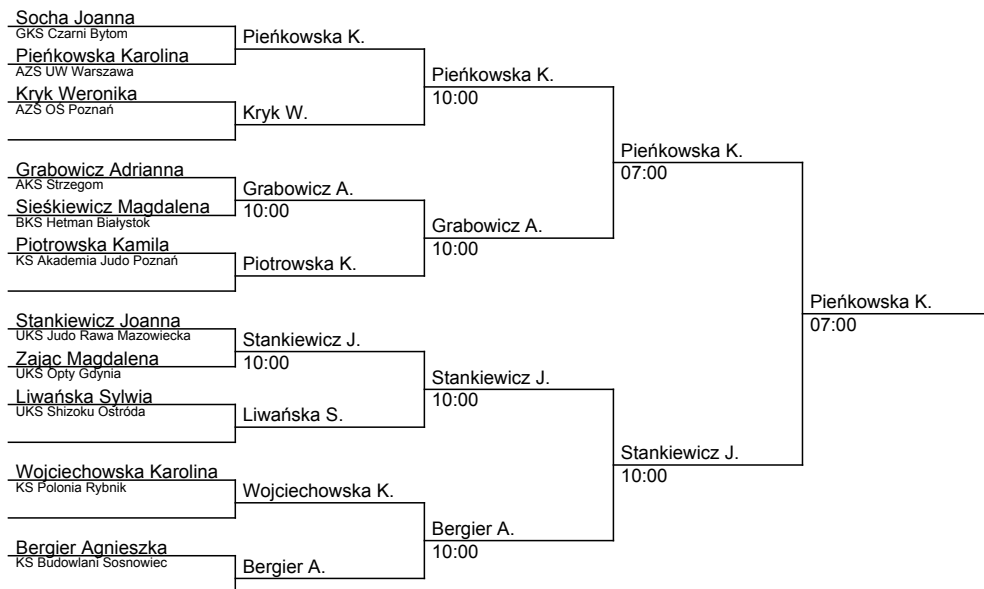 Socha Joanna
GKS Czarni Bytom
Pieńkowska K.
Pieńkowska Karolina
AZS UW Warszawa
Pieńkowska K.
10:00
Kryk Weronika
AZS OŚ Poznań
Kryk W.
Pieńkowska K.
07:00
Grabowicz Adrianna
AKS Strzegom
Grabowicz A.
10:00
Sieśkiewicz Magdalena
BKS Hetman Białystok
Grabowicz A.
10:00
Piotrowska Kamila
KS Akademia Judo Poznań
Piotrowska K.
Pieńkowska K.
07:00
Stankiewicz Joanna
UKS Judo Rawa Mazowiecka
Stankiewicz J.
10:00
Zając Magdalena
UKS Opty Gdynia
Stankiewicz J.
10:00
Liwańska Sylwia
UKS Shizoku Ostróda
Liwańska S.
Stankiewicz J.
10:00
Wojciechowska Karolina
KS Polonia Rybnik
Wojciechowska K.
Bergier A.
10:00
Bergier Agnieszka
KS Budowlani Sosnowiec
Bergier A.